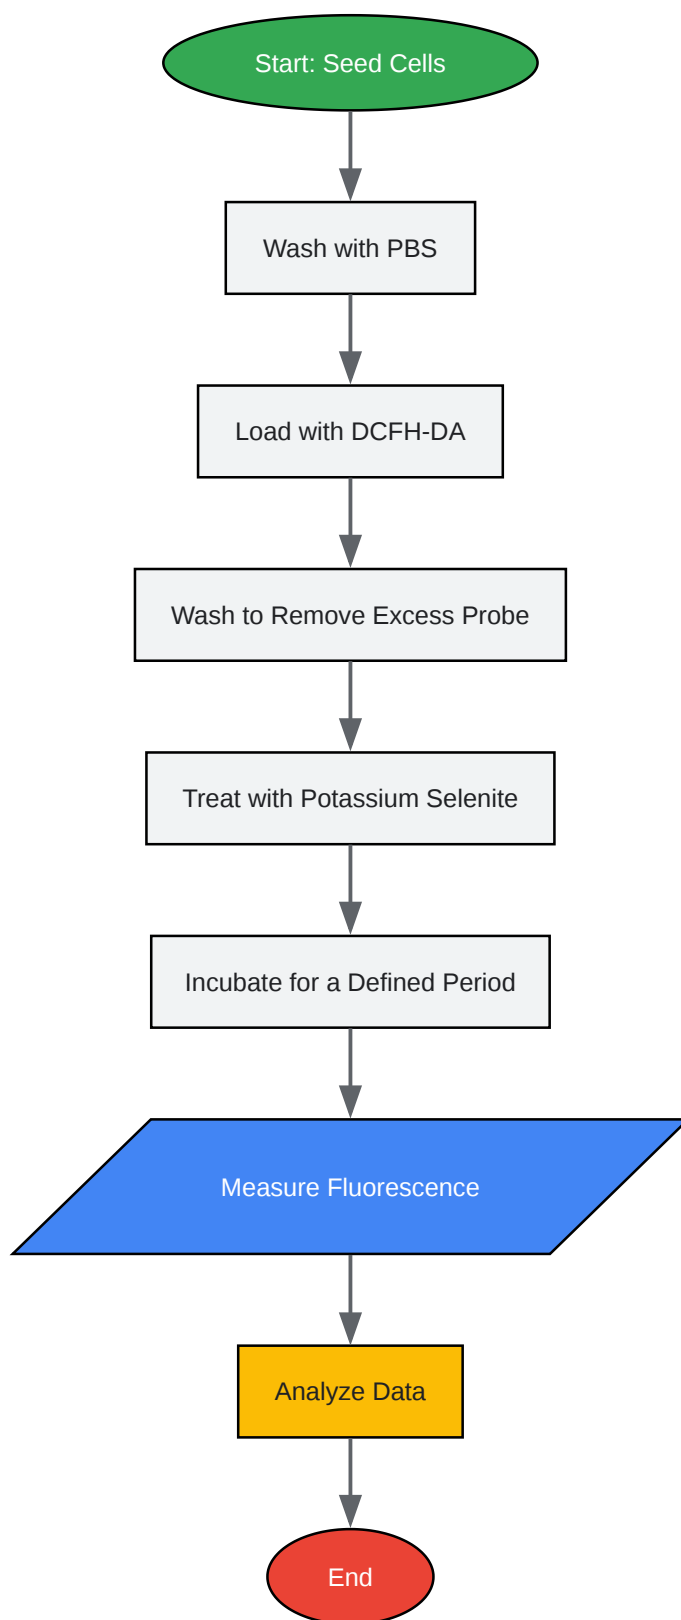 Start: Seed Cells
Wash with PBS
Load with DCFH-DA
Wash to Remove Excess Probe
Treat with Potassium Selenite
Incubate for a Defined Period
Measure Fluorescence
Analyze Data
End